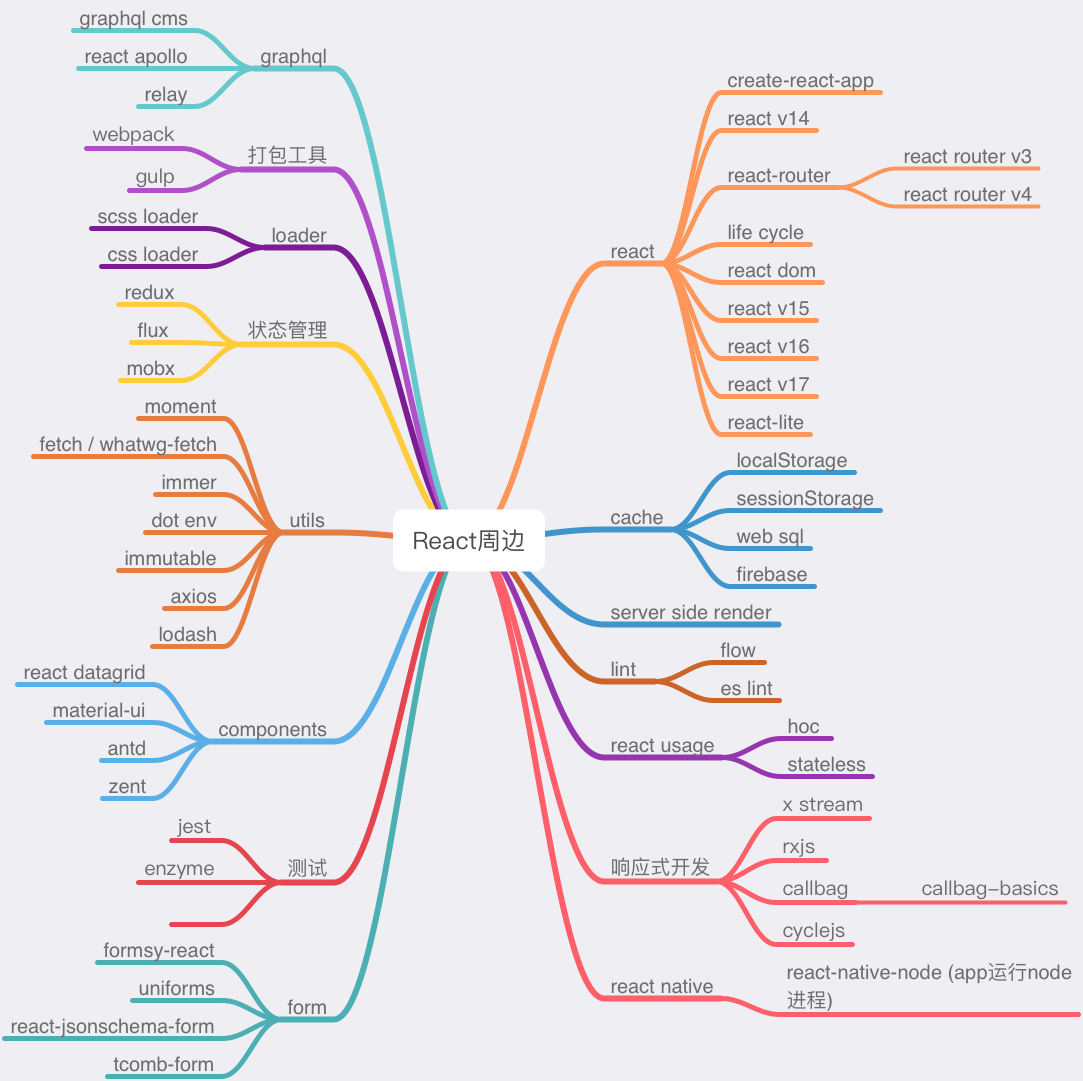 React周边
graphql
graphql cms
react apollo
relay
打包工具
webpack
gulp
loader
scss loader
css loader
状态管理
redux
flux
mobx
utils
moment
fetch / whatwg-fetch
immer
dot env
immutable
axios
lodash
components
react datagrid
material-ui
antd
zent
测试
jest
enzyme
form
formsy-react
uniforms
react-jsonschema-form
tcomb-form
react
create-react-app
react v14
react-router
react router v3
react router v4
life cycle
react dom
react v15
react v16
react v17
react-lite
cache
localStorage
sessionStorage
web sql
firebase
server side render
lint
flow
es lint
react usage
hoc
stateless
响应式开发
x stream
rxjs
callbag
callbag–basics
cyclejs
react native
react-native-node (app运行node
进程)